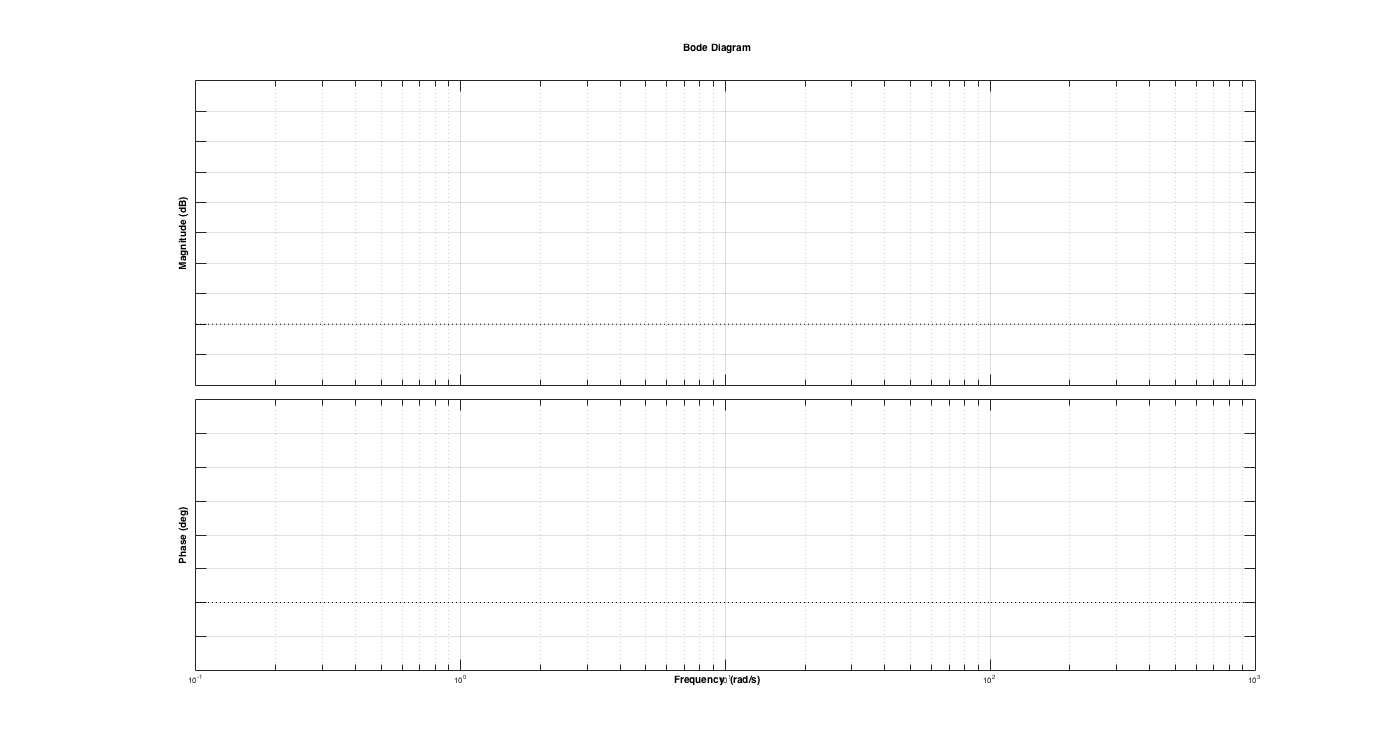 Bode Diagram
Magnitude (dB)
Phase (deg)
10⁻¹ 10⁰ 10² 10³
Frequency (rad/s)